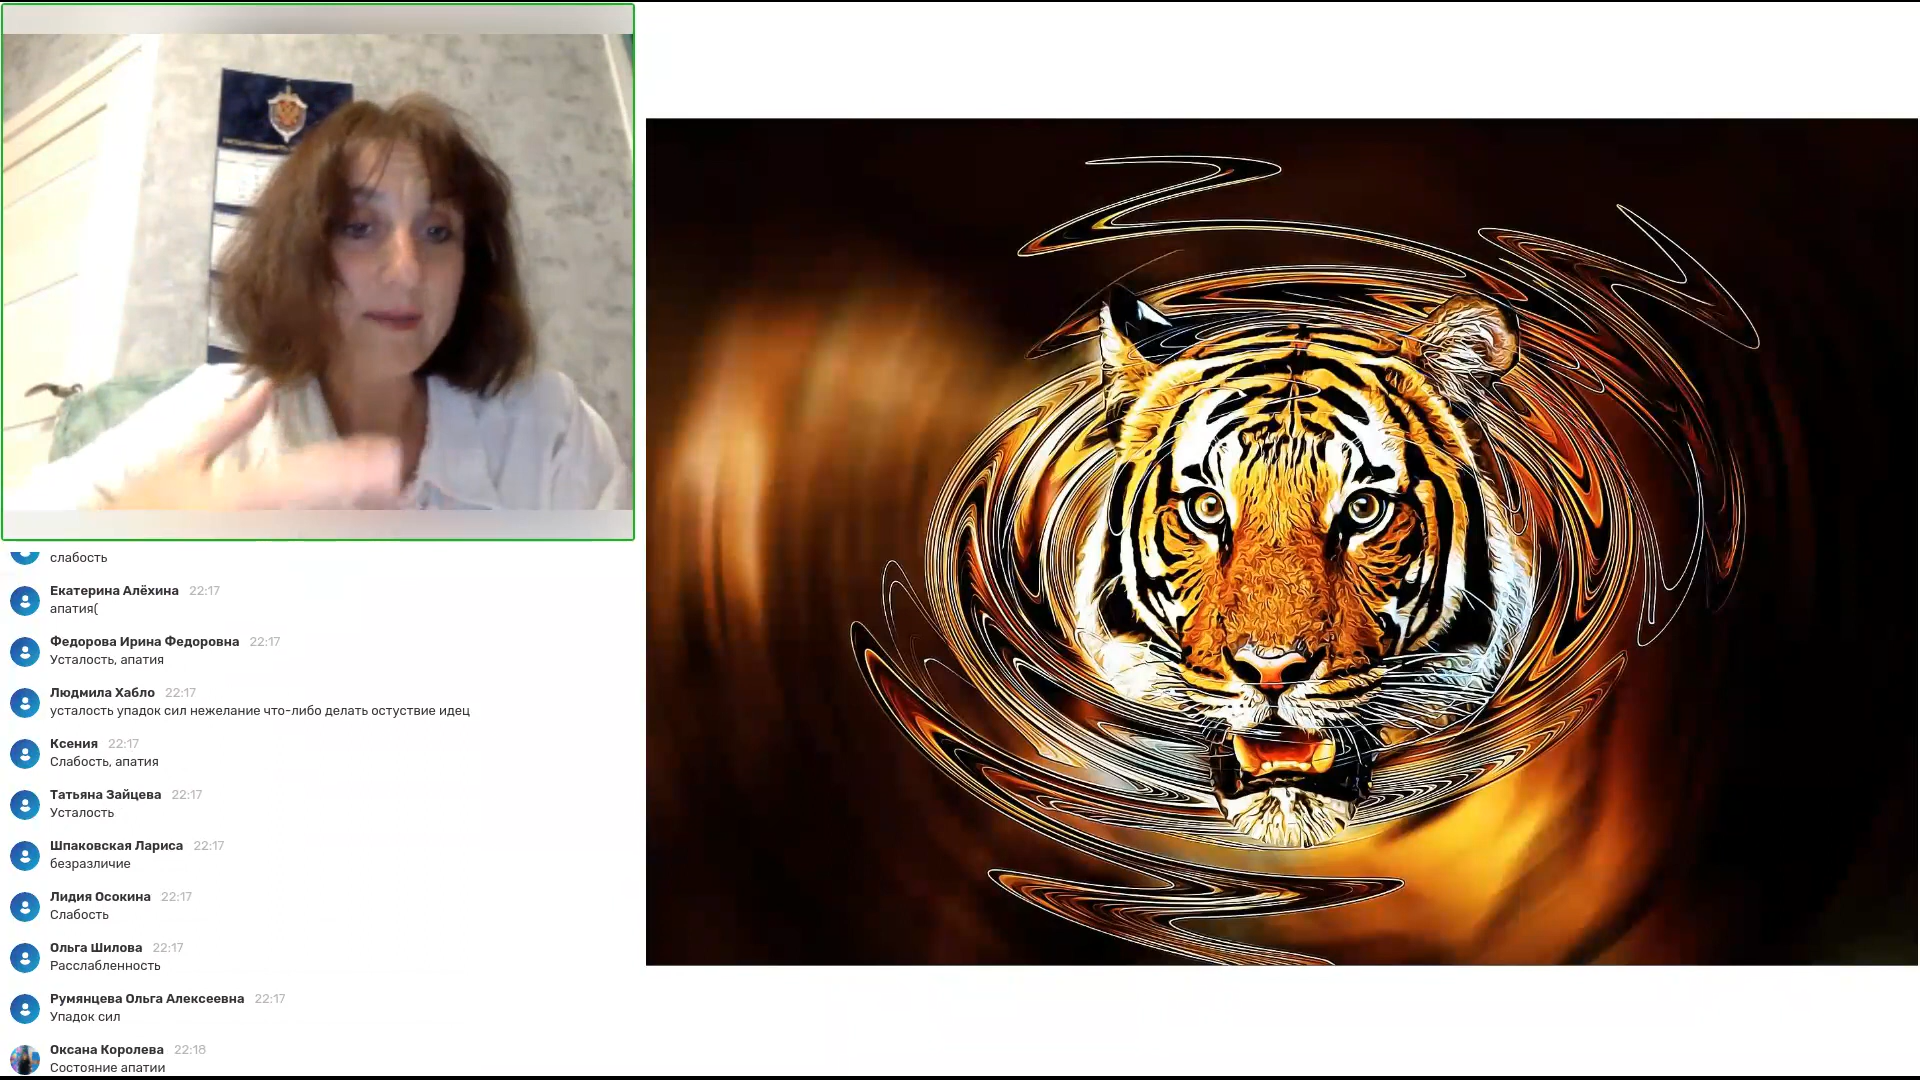 слабость
Екатерина Алёхина 22:17
апатия(
Федорова Ирина Федоровна 22:17
Усталость, апатия
Людмила Хабло 22:17
усталость упадок сил нежелание что-либо делать остуствие идец
Ксения 22:17
Слабость, апатия
Татьяна Зайцева 22:17
Усталость
Шпаковская Лариса 22:17
безразличие
Лидия Осокина 22:17
Слабость
Ольга Шилова 22:17
Расслабленность
Румянцева Ольга Алексеевна 22:17
Упадок сил
Оксана Королева 22:18
Состояние апатии